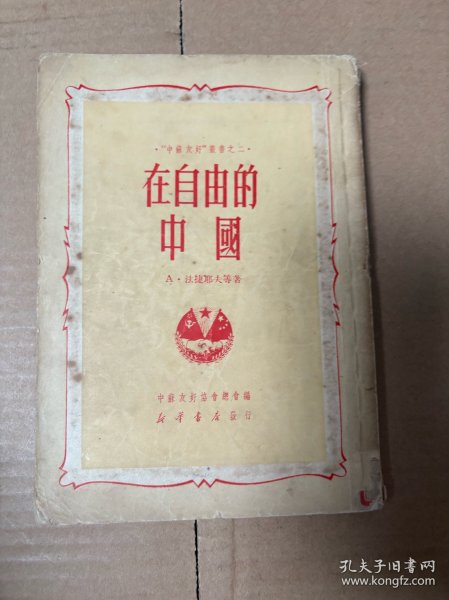 ·“中蘇友好”叢書之二·
在自由的
中國
A·法捷耶夫等著
中蘇友好協會總會編
新華書店發行
孔夫子旧书网
www.kongfz.com